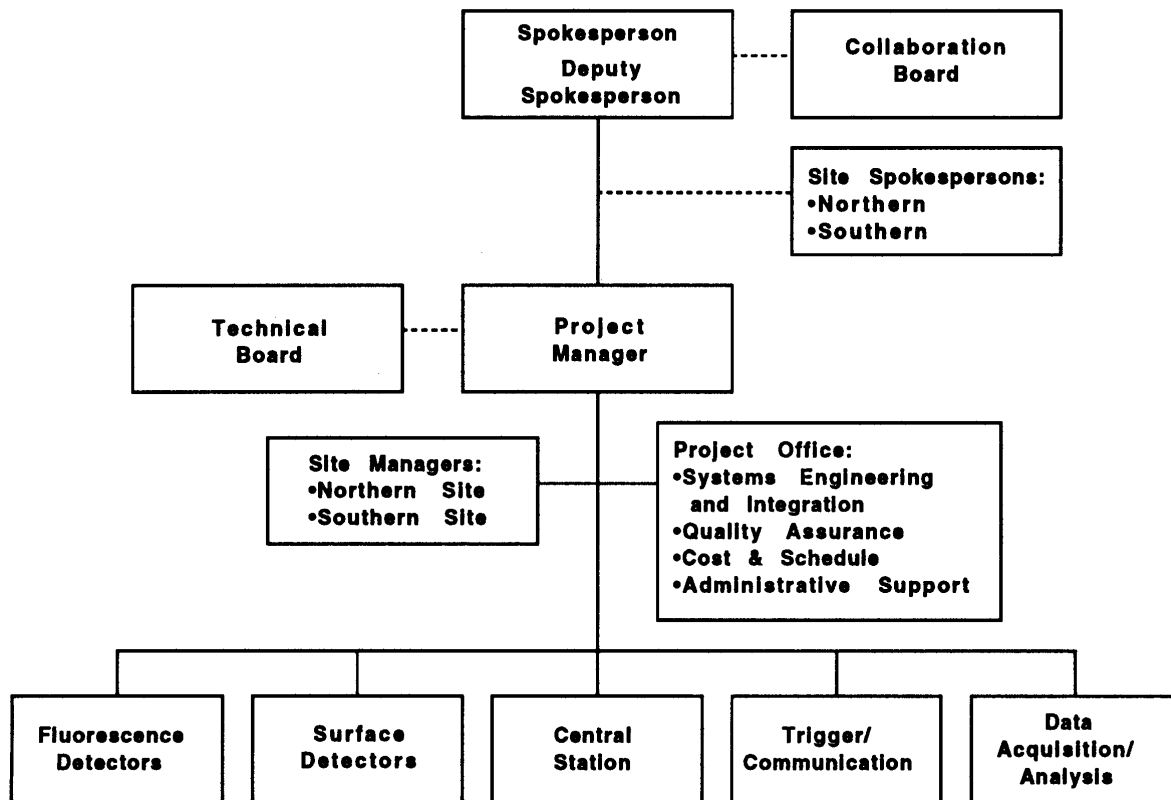 Spokesperson
Deputy
Spokesperson
Collaboration
Board
Site Spokespersons:
•Northern
•Southern
Technical
Board
Project
Manager
Site Managers:
•Northern Site
•Southern Site
Project Office:
•Systems Engineering
and Integration
•Quality Assurance
•Cost & Schedule
•Administrative Support
Fluorescence
Detectors
Surface
Detectors
Central
Station
Trigger/
Communication
Data
Acquisition/
Analysis